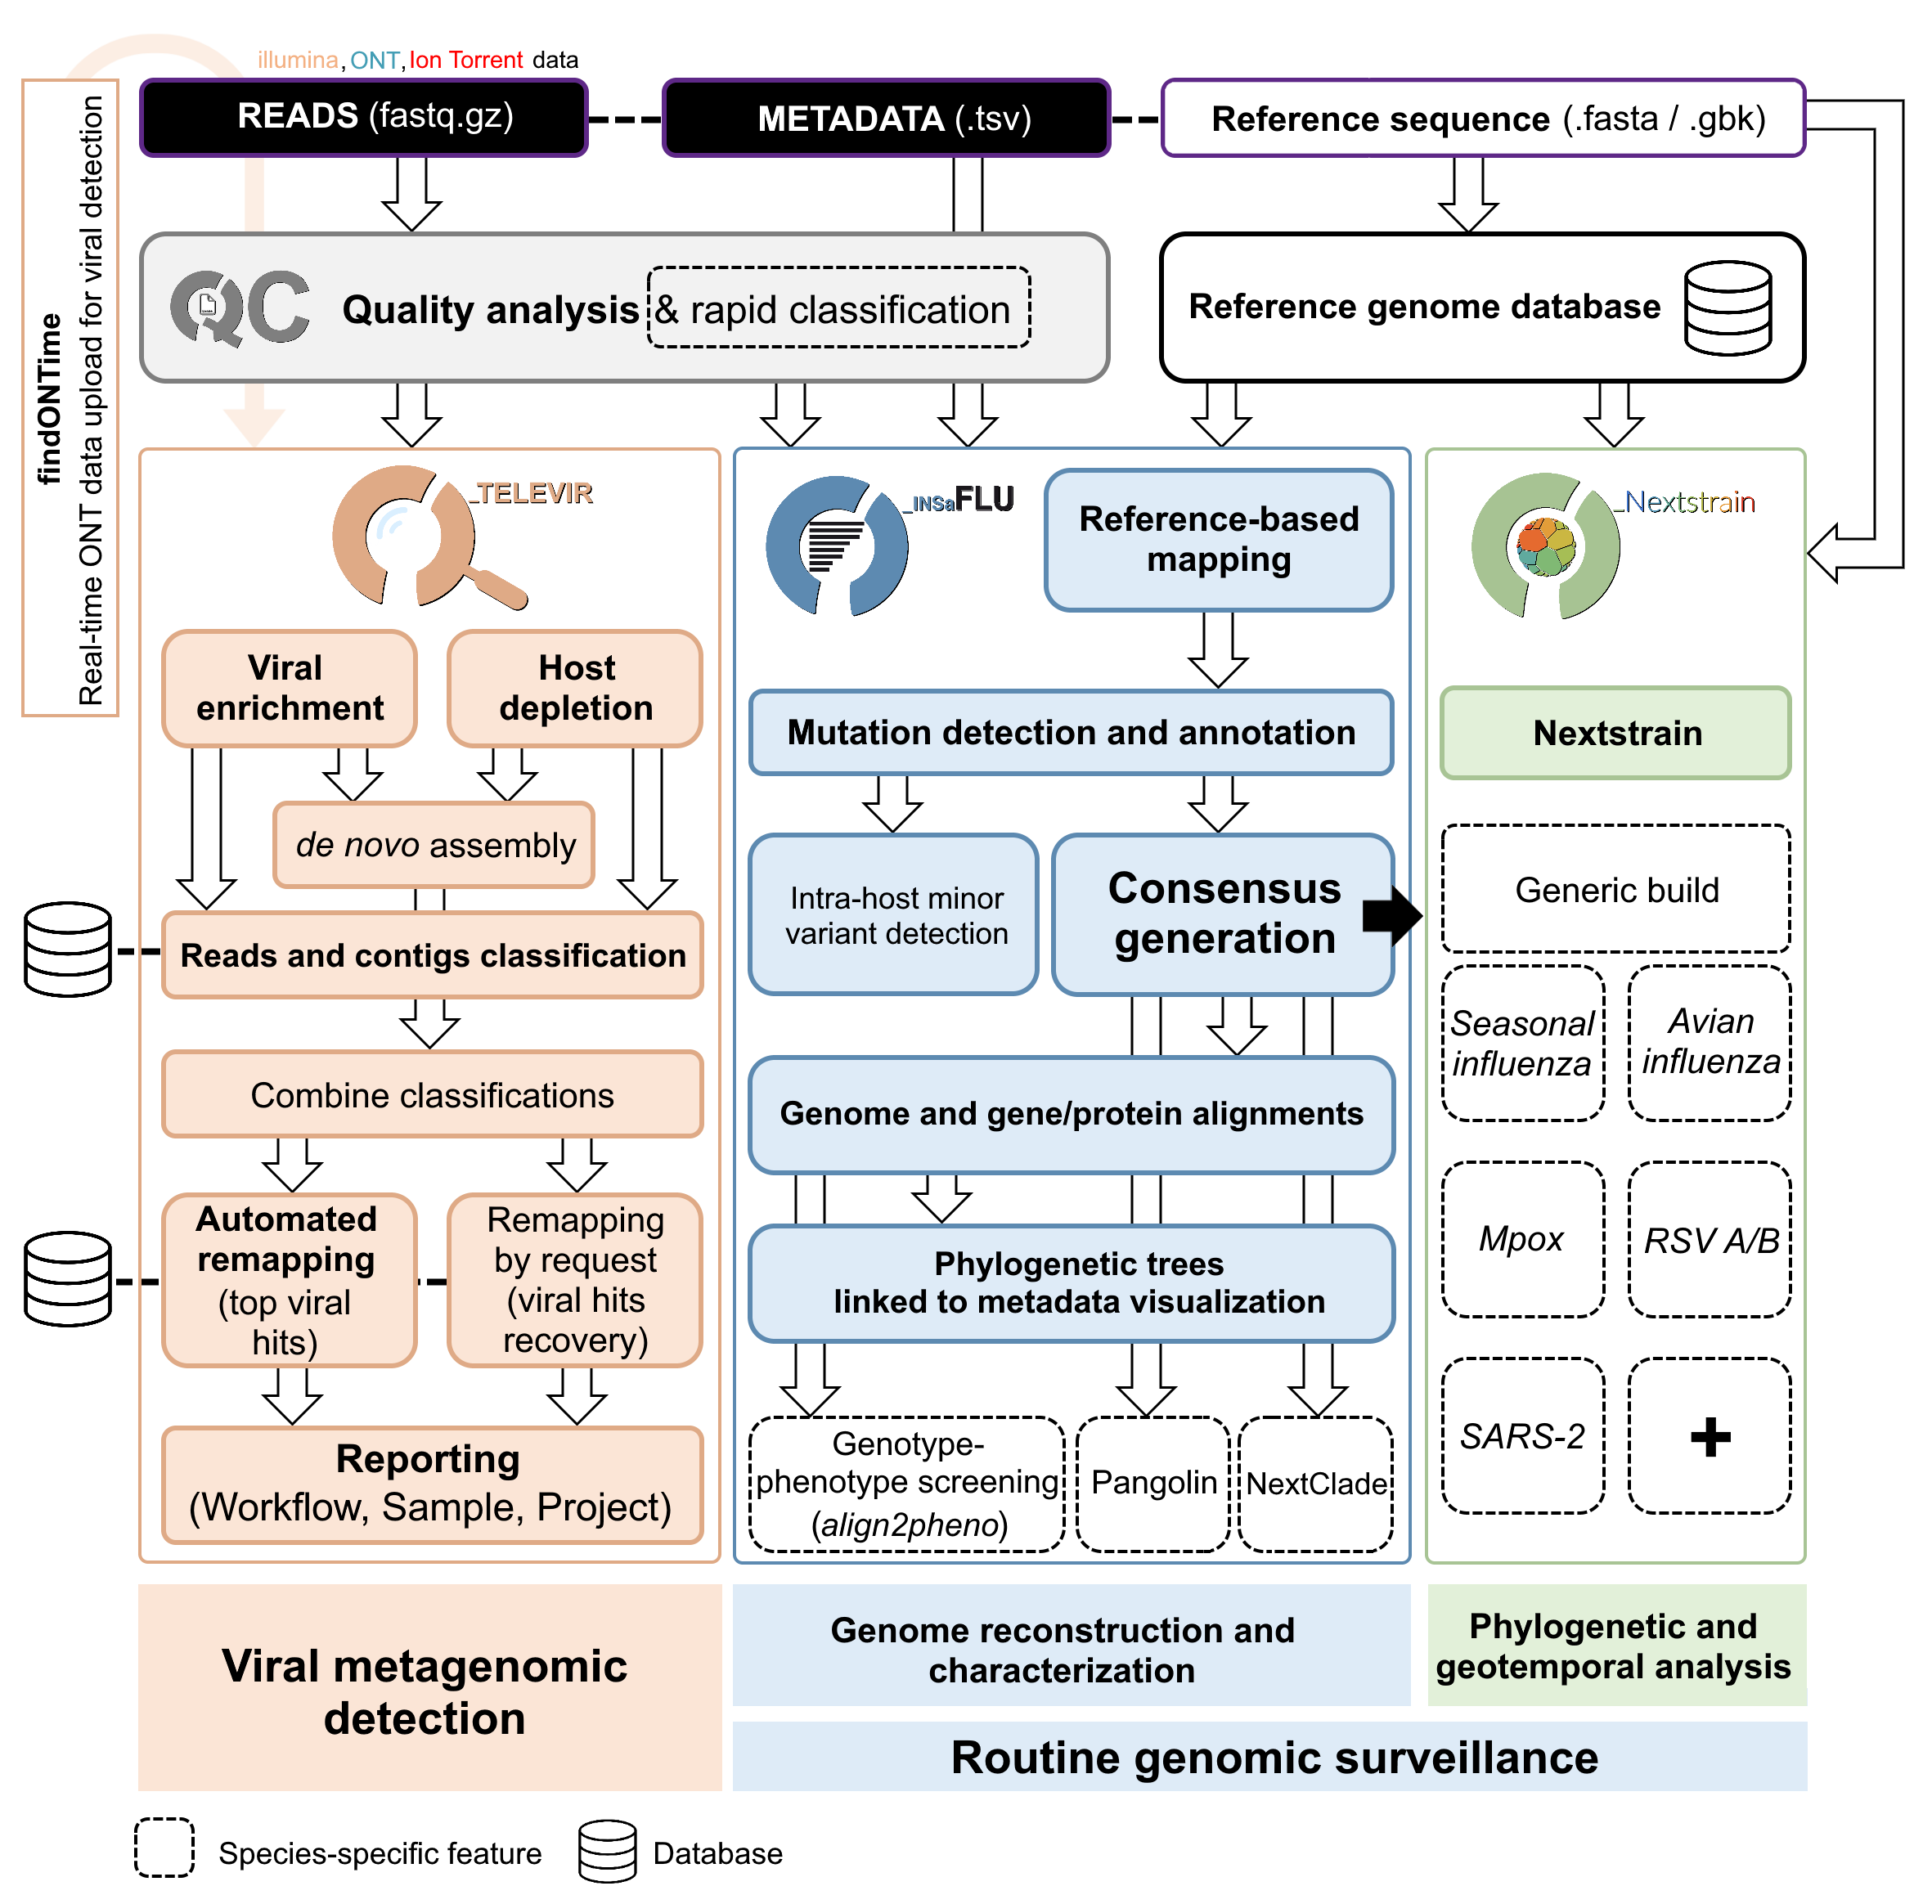 illumina, ONT, Ion Torrent data
READS (fastq.gz)
METADATA (.tsv)
Reference sequence (.fasta / .gbk)
findONTime
Real-time ONT data upload for viral detection
QC
Quality analysis & rapid classification
Reference genome database
_TELEVIR
_INSaFLU
_Nextstrain
Viral
enrichment
Host
depletion
de novo assembly
Reads and contigs classification
Combine classifications
Automated
remapping
(top viral
hits)
Remapping
by request
(viral hits
recovery)
Reporting
(Workflow, Sample, Project)
Reference-based
mapping
Mutation detection and annotation
Intra-host minor
variant detection
Consensus
generation
Genome and gene/protein alignments
Phylogenetic trees
linked to metadata visualization
Genotype-
phenotype screening
(align2pheno)
Pangolin
NextClade
Nextstrain
Generic build
Seasonal
influenza
Avian
influenza
Mpox
RSV A/B
SARS-2
+
Viral metagenomic
detection
Genome reconstruction and
characterization
Phylogenetic and
geotemporal analysis
Routine genomic surveillance
Species-specific feature
Database